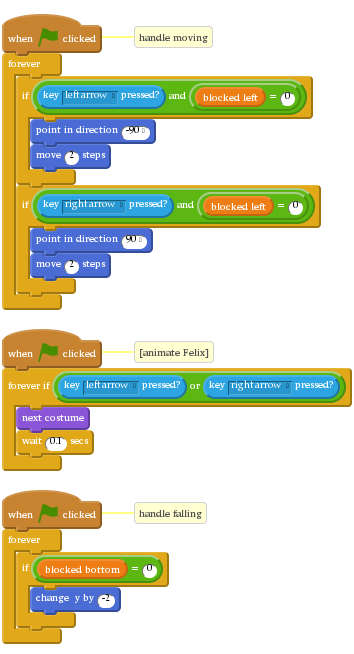 when clicked handle moving
forever
if key left arrow pressed? and blocked left = 0
point in direction -90
move 2 steps
if key right arrow pressed? and blocked left = 0
point in direction 90
move 2 steps
when clicked [animate Felix]
forever if key left arrow pressed? or key right arrow pressed?
next costume
wait 0.1 secs
when clicked handle falling
forever
if blocked bottom = 0
change y by -2